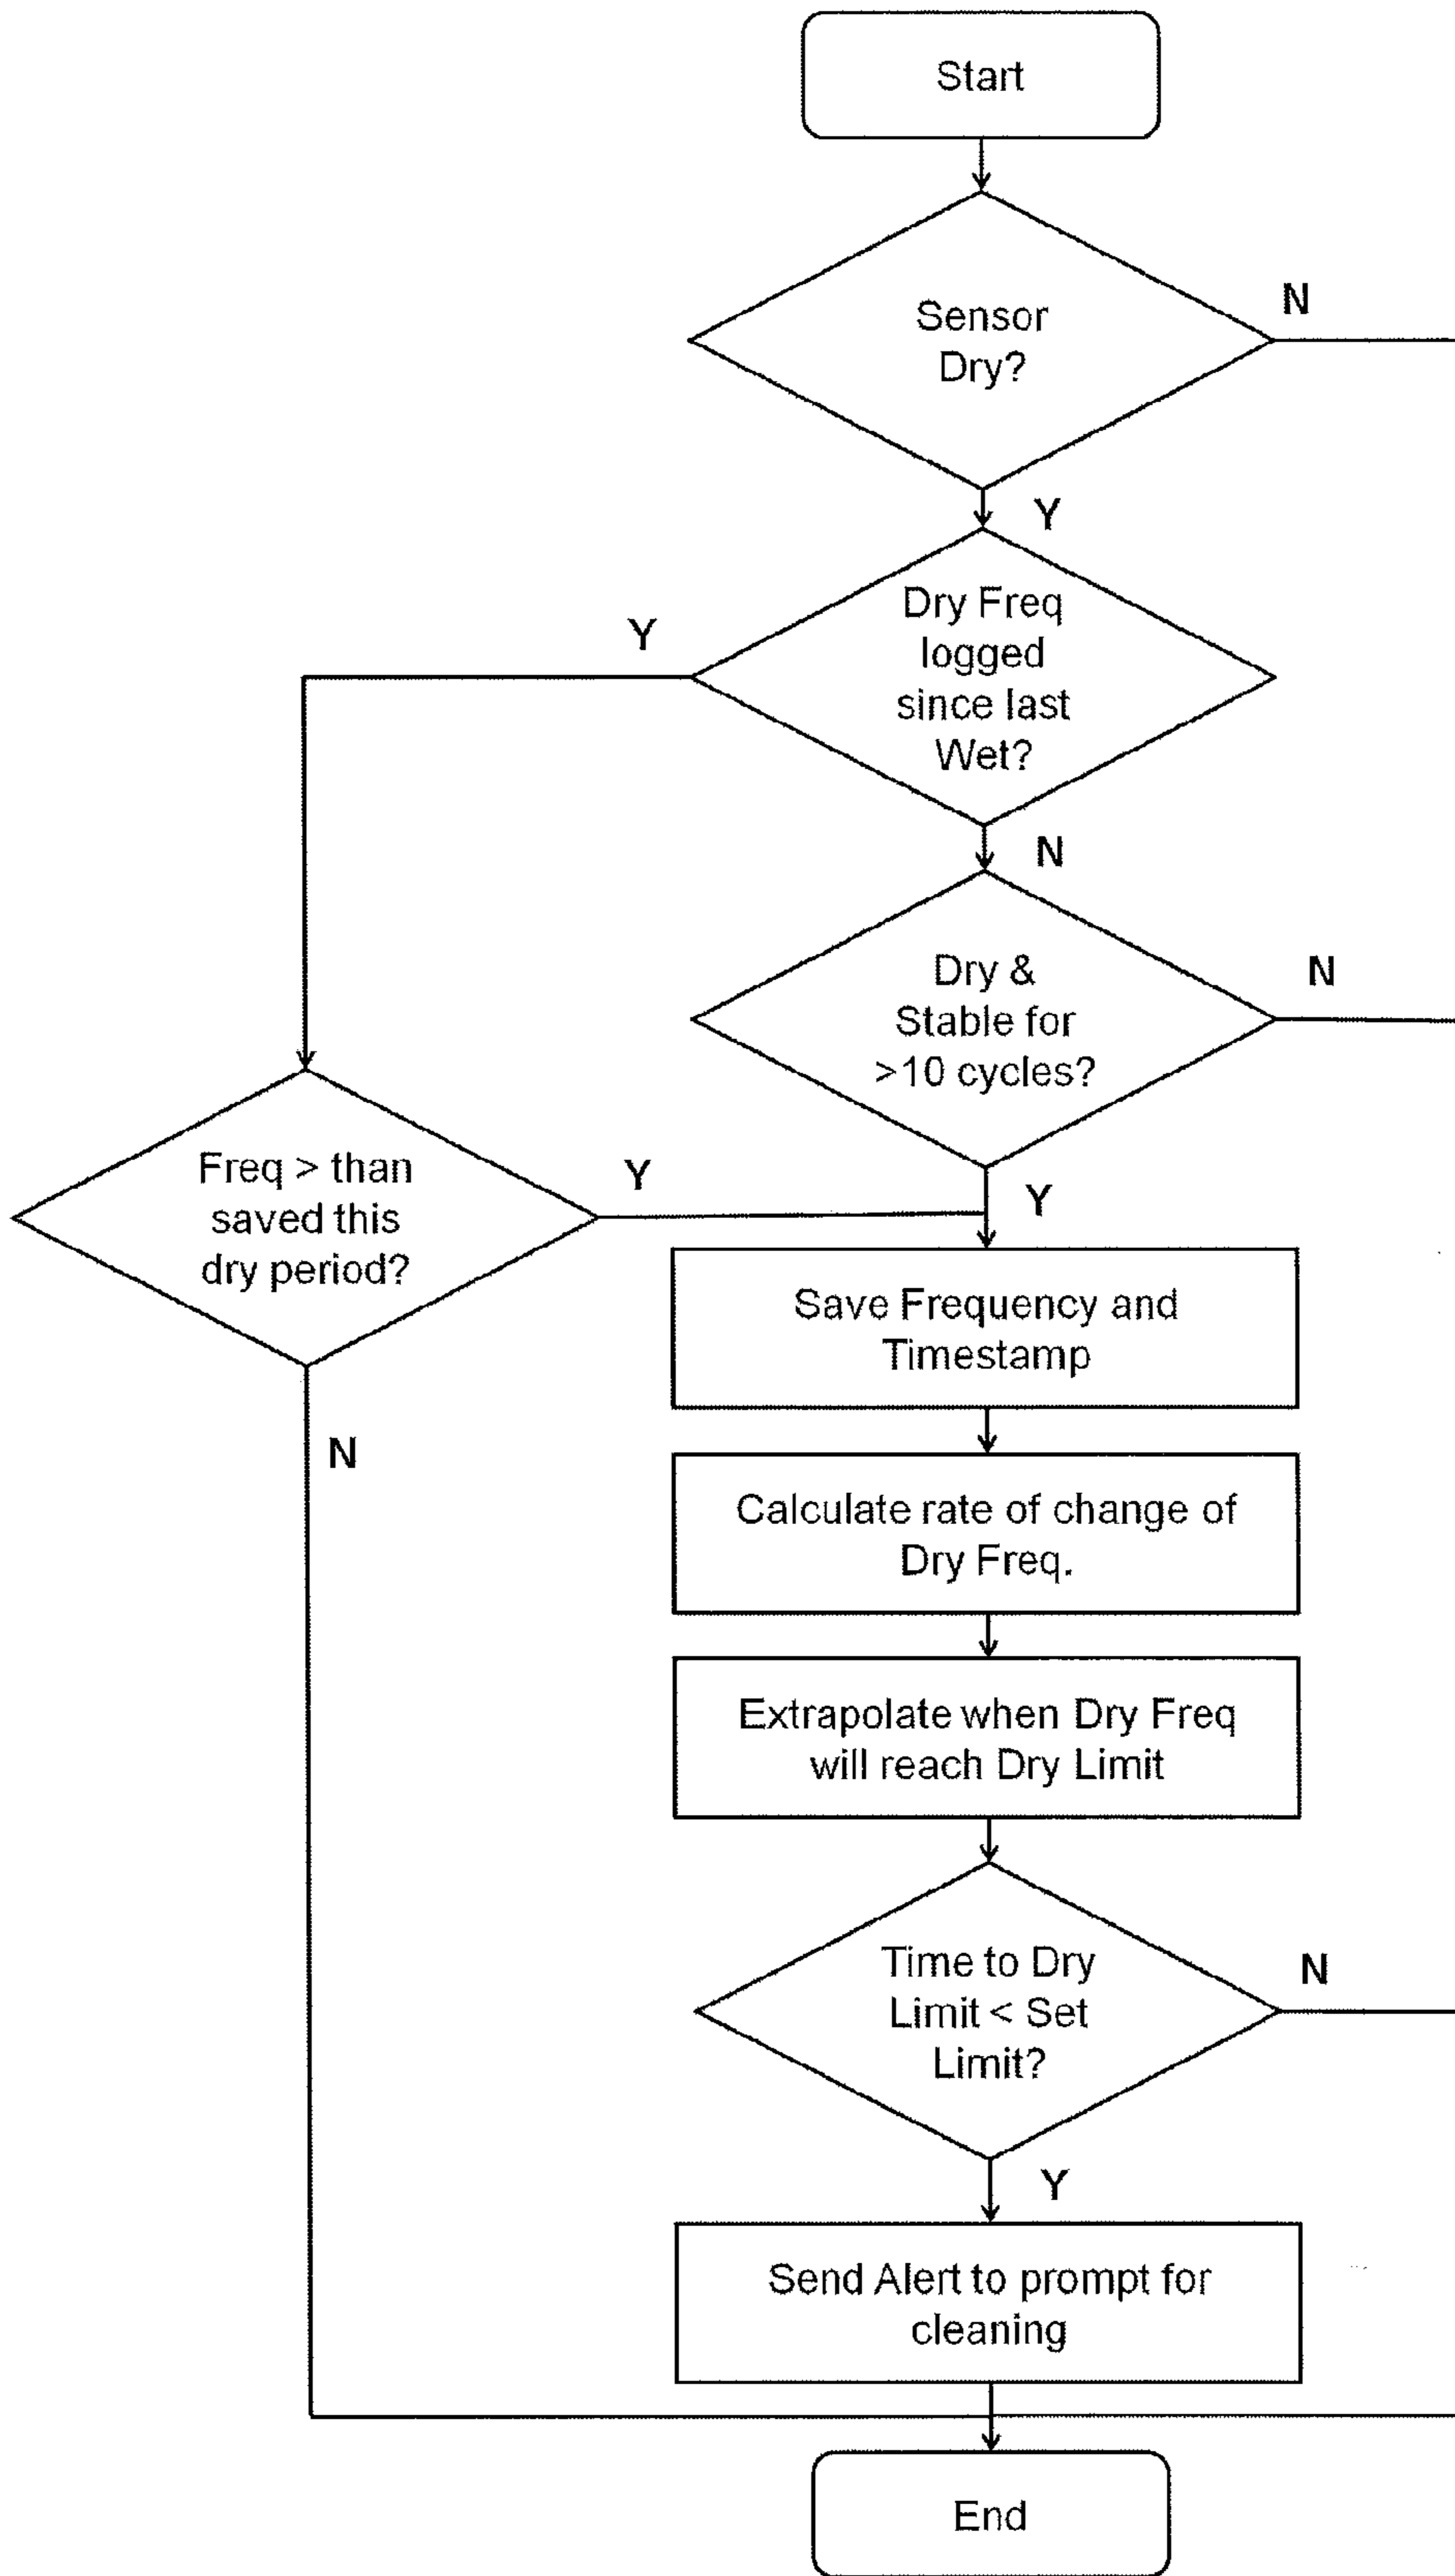 Start
Sensor
Dry?
N
Y
Dry Freq
logged
since last
Wet?
Y
N
Dry &
Stable for
>10 cycles?
N
Y
Freq > than
saved this
dry period?
Y
N
Save Frequency and
Timestamp
Calculate rate of change of
Dry Freq.
Extrapolate when Dry Freq
will reach Dry Limit
Time to Dry
Limit < Set
Limit?
N
Y
Send Alert to prompt for
cleaning
End